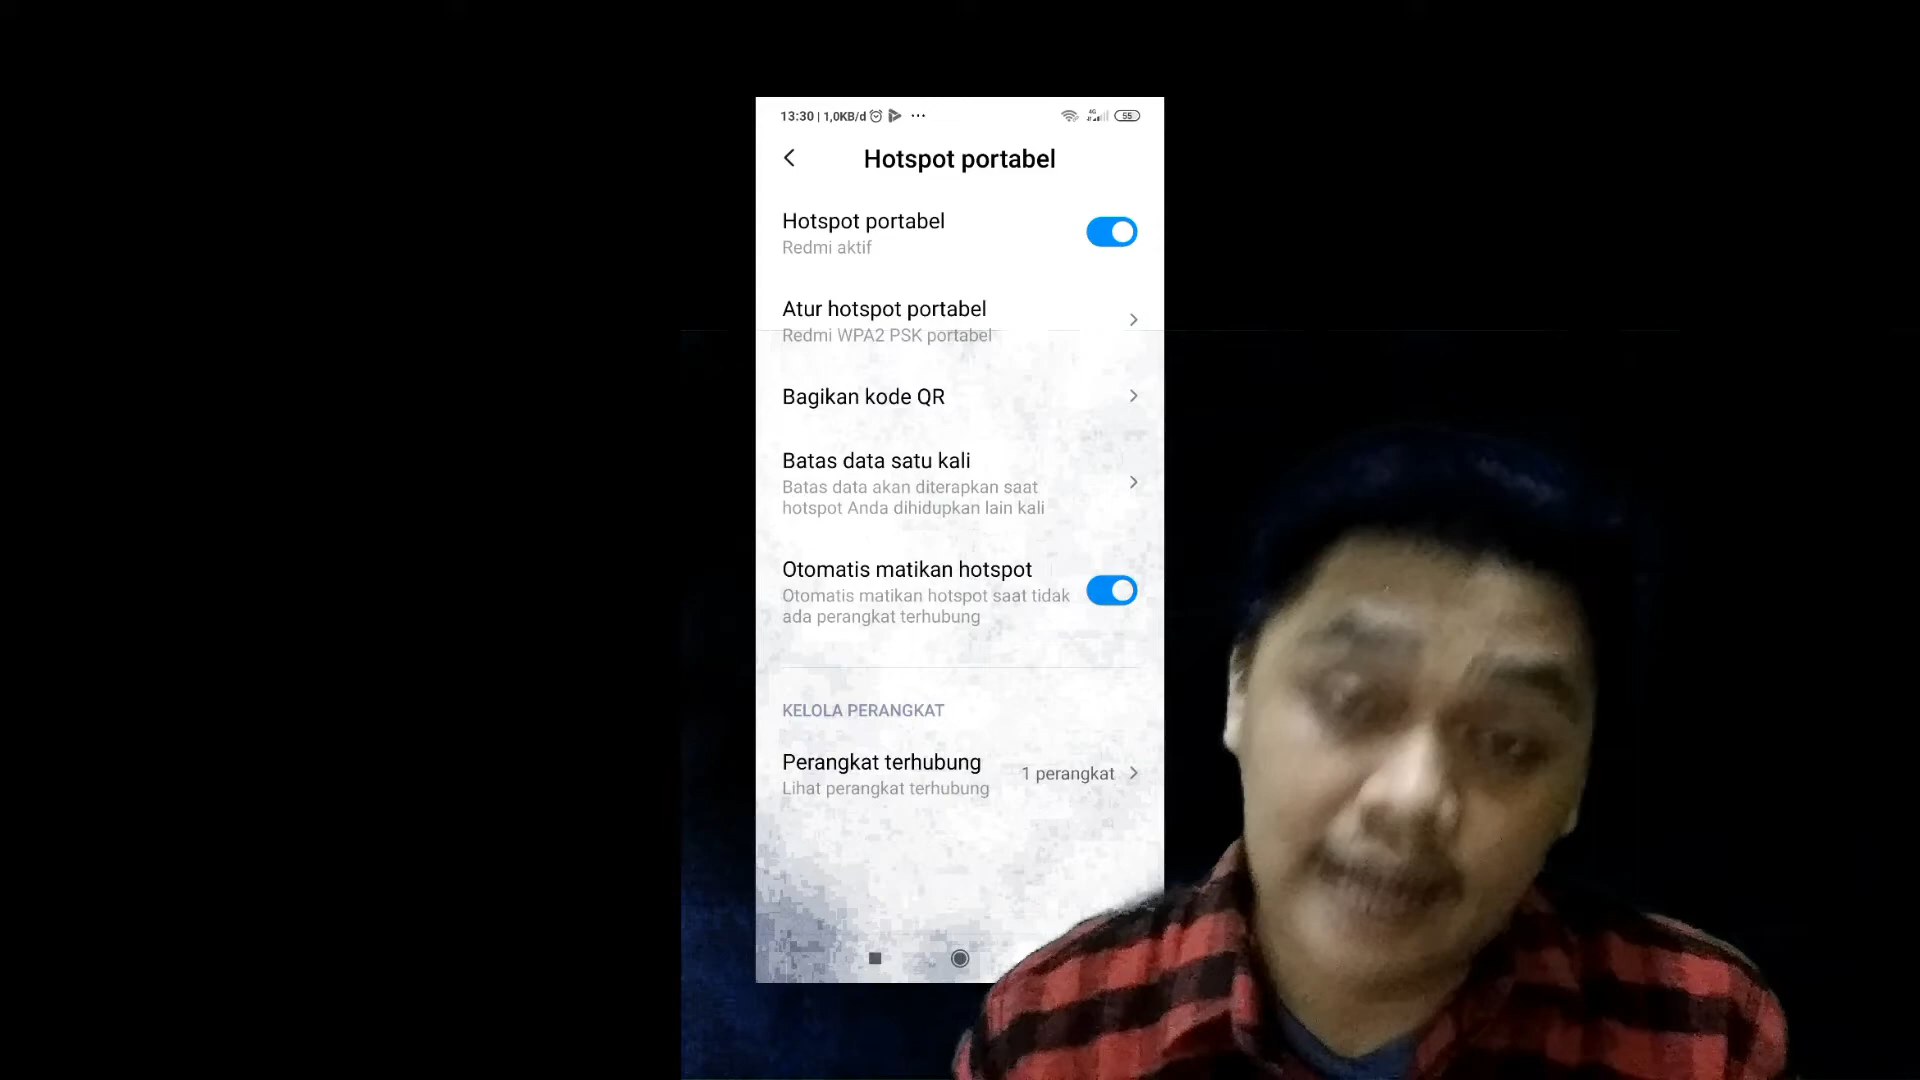 13:30 | 1,0KB/d
4G
55
Hotspot portabel
Hotspot portabel
Redmi aktif
Atur hotspot portabel
Redmi WPA2 PSK portabel
Bagikan kode QR
Batas data satu kali
Batas data akan diterapkan saat
hotspot Anda dihidupkan lain kali
Otomatis matikan hotspot
Otomatis matikan hotspot saat tidak
ada perangkat terhubung
KELOLA PERANGKAT
Perangkat terhubung
1 perangkat
Lihat perangkat terhubung